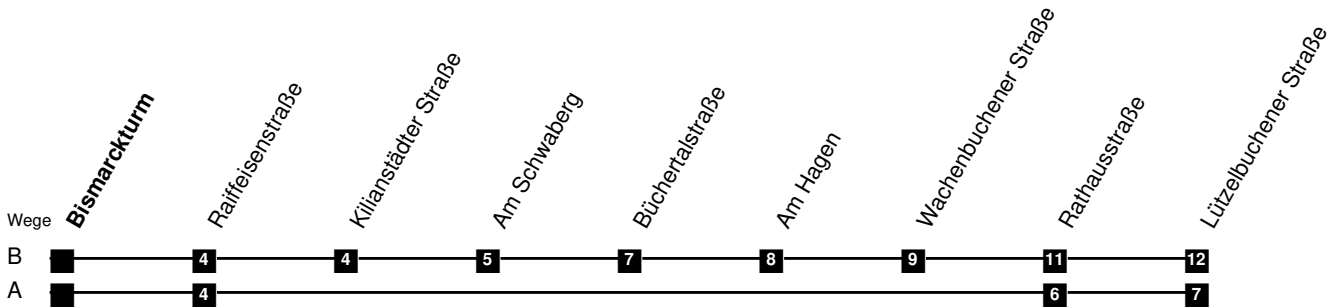 Bismarckturm
Raiffeisenstraße
Kilianstädter Straße
Am Schwaberg
Büchertalstraße
Am Hagen
Wachenbuchener Straße
Rathausstraße
Lützelbuchener Straße
Wege
B 4 4 5 7 8 9 11 12
A 4 6 7